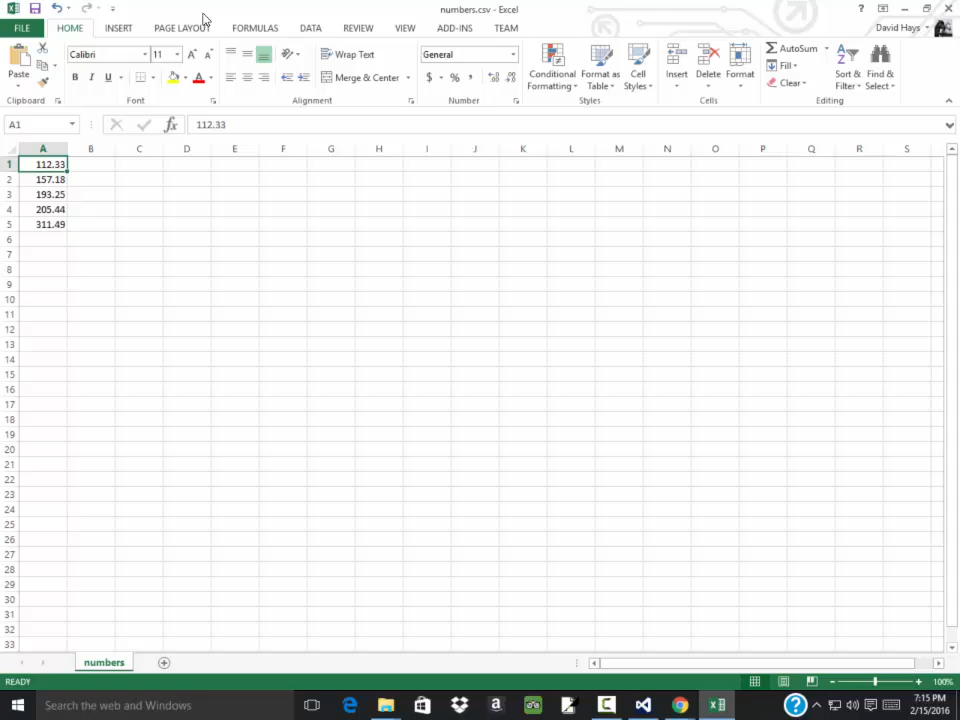 numbers.csv - Excel
?
FILE HOME INSERT PAGE LAYOUT FORMULAS DATA REVIEW VIEW ADD-INS TEAM David Hays
Paste
Clipboard
Calibri 11
B I U
Font
Wrap Text
Merge & Center
Alignment
General
$ % ,
Number
Conditional Formatting
Format as Table
Cell Styles
Styles
Insert
Delete
Format
Cells
AutoSum
Fill
Clear
Sort & Filter
Find & Select
Editing
A1 fx 112.33
A B C D E F G H I J K L M N O P Q R S
1 112.33
2 157.18
3 193.25
4 205.44
5 311.49
6
7
8
9
10
11
12
13
14
15
16
17
18
19
20
21
22
23
24
25
26
27
28
29
30
31
32
33
numbers
READY 100%
Search the web and Windows
7:15 PM
2/15/2016